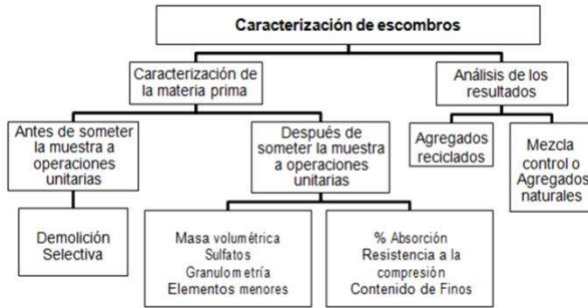 Caracterización de escombros
Caracterización de
la materia prima
Análisis de los
resultados
Antes de someter
la muestra a
operaciones
unitarias
Después de
someter la muestra
a operaciones
unitarias
Agregados
reciclados
Mezcla
control o
Agregados
naturales
Demolición
Selectiva
Masa volumétrica
Sulfatos
Granulometría
Elementos menores
% Absorción
Resistencia a la
compresión
Contenido de Finos